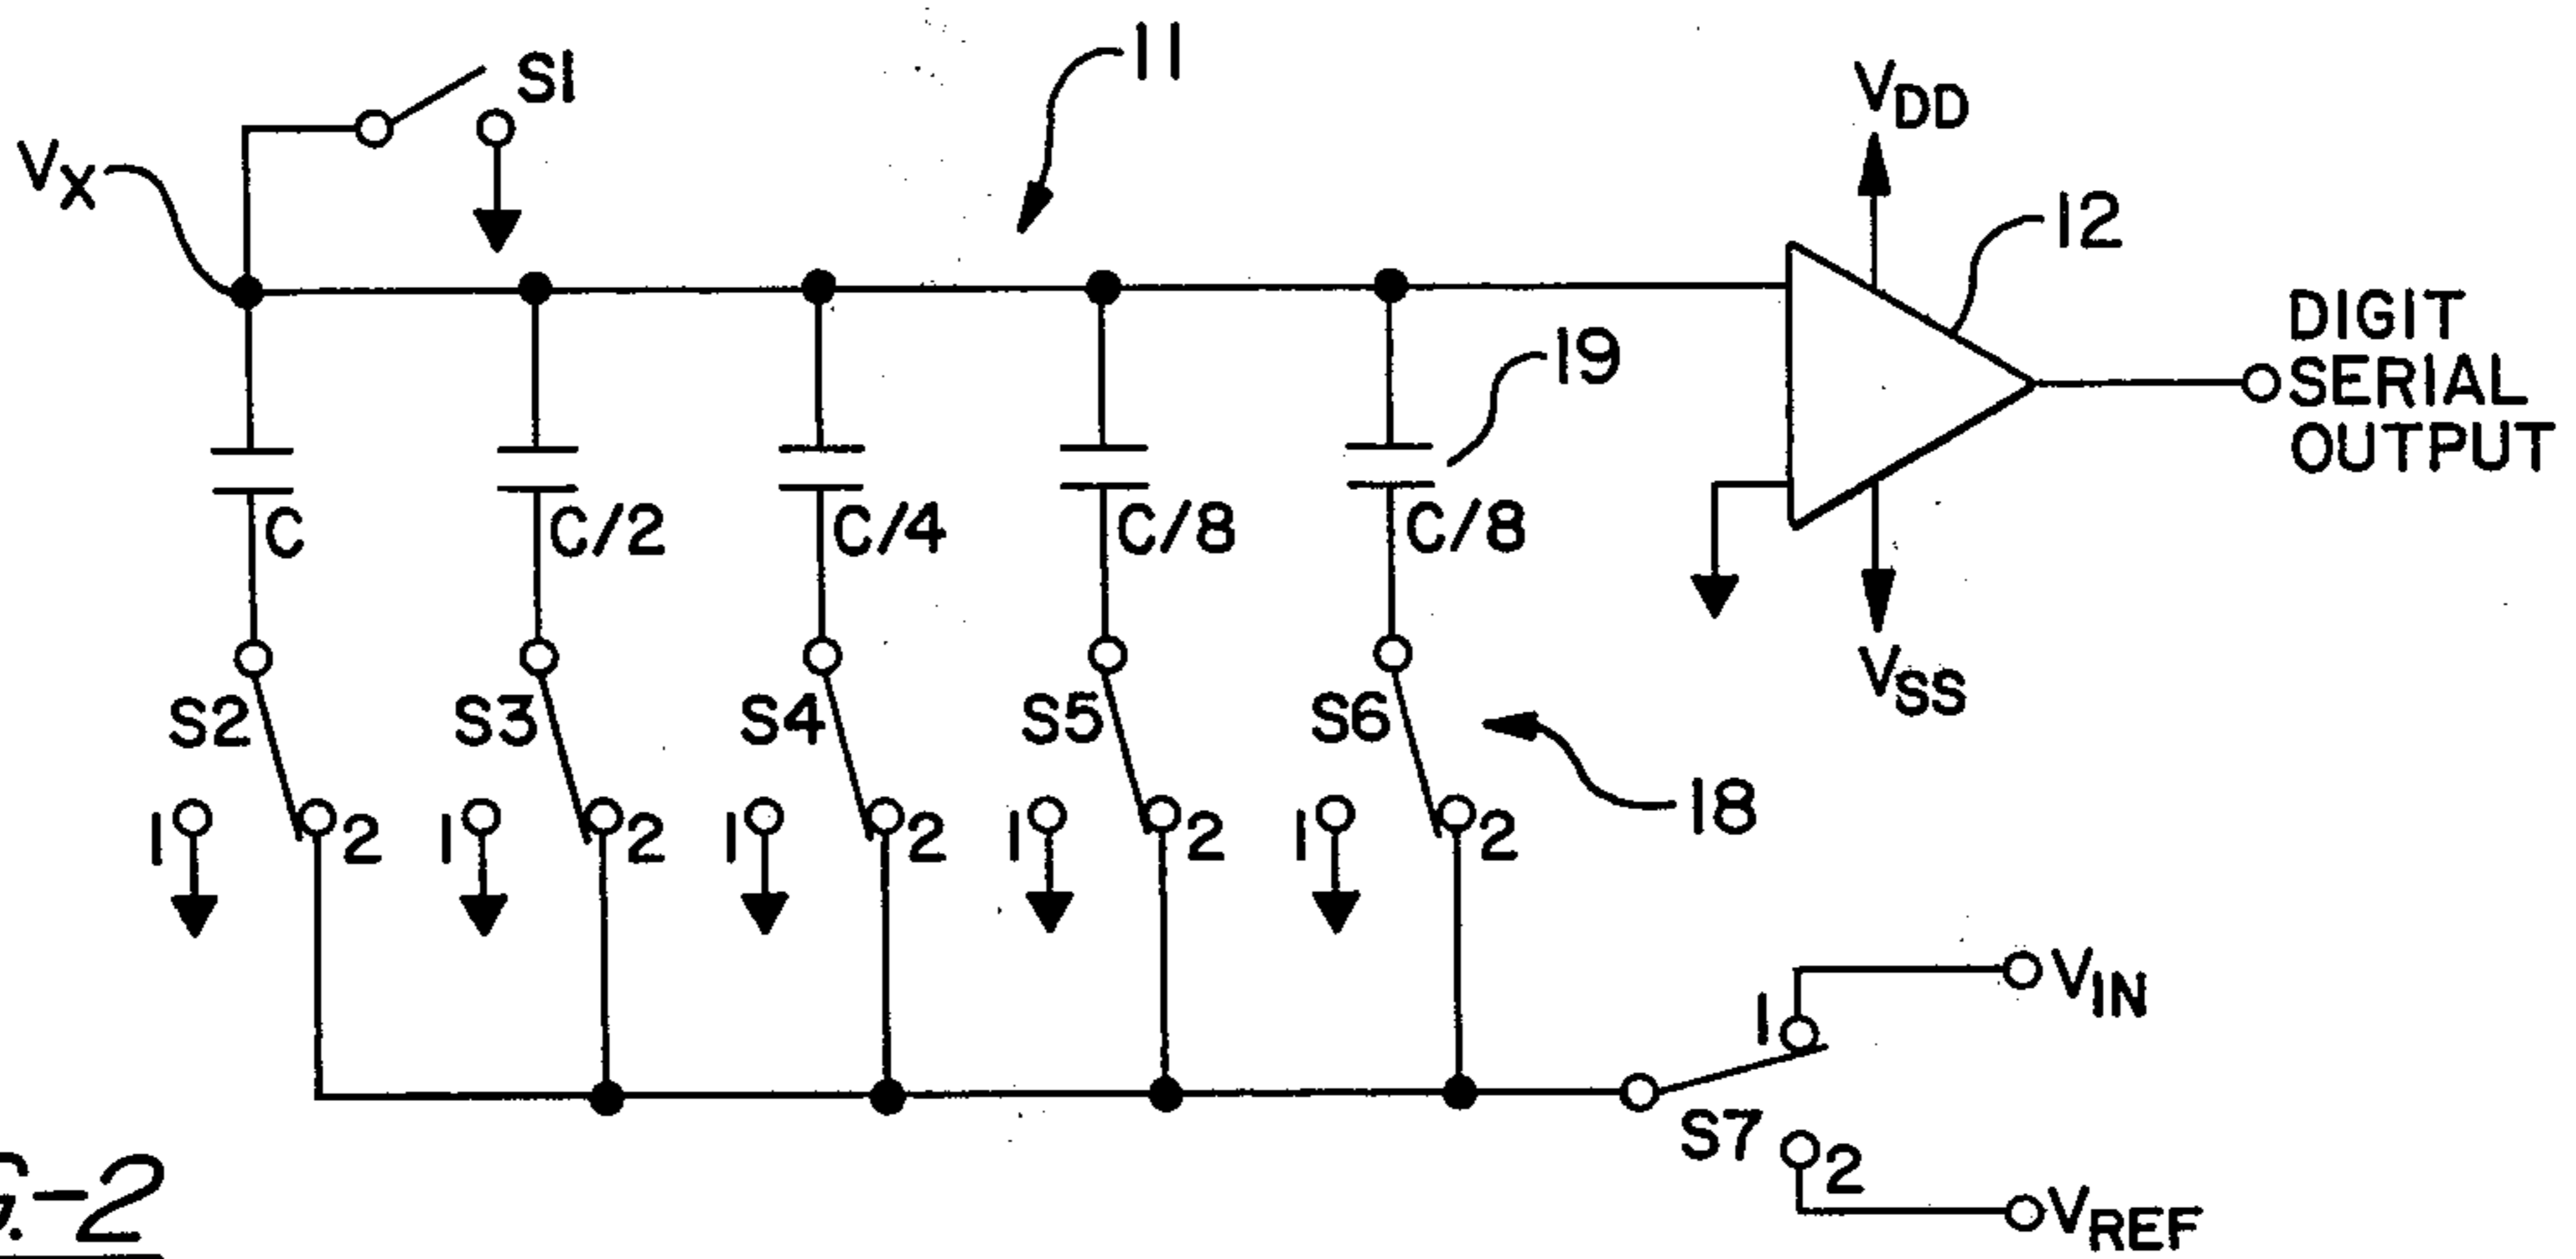 S1
11
VX
VDD
12
19
DIGIT
SERIAL
OUTPUT
C
C/2
C/4
C/8
C/8
VSS
S2
S3
S4
S5
S6
18
1
2
1
2
1
2
1
2
1
2
VIN
1
S7
2
VREF
G.-2